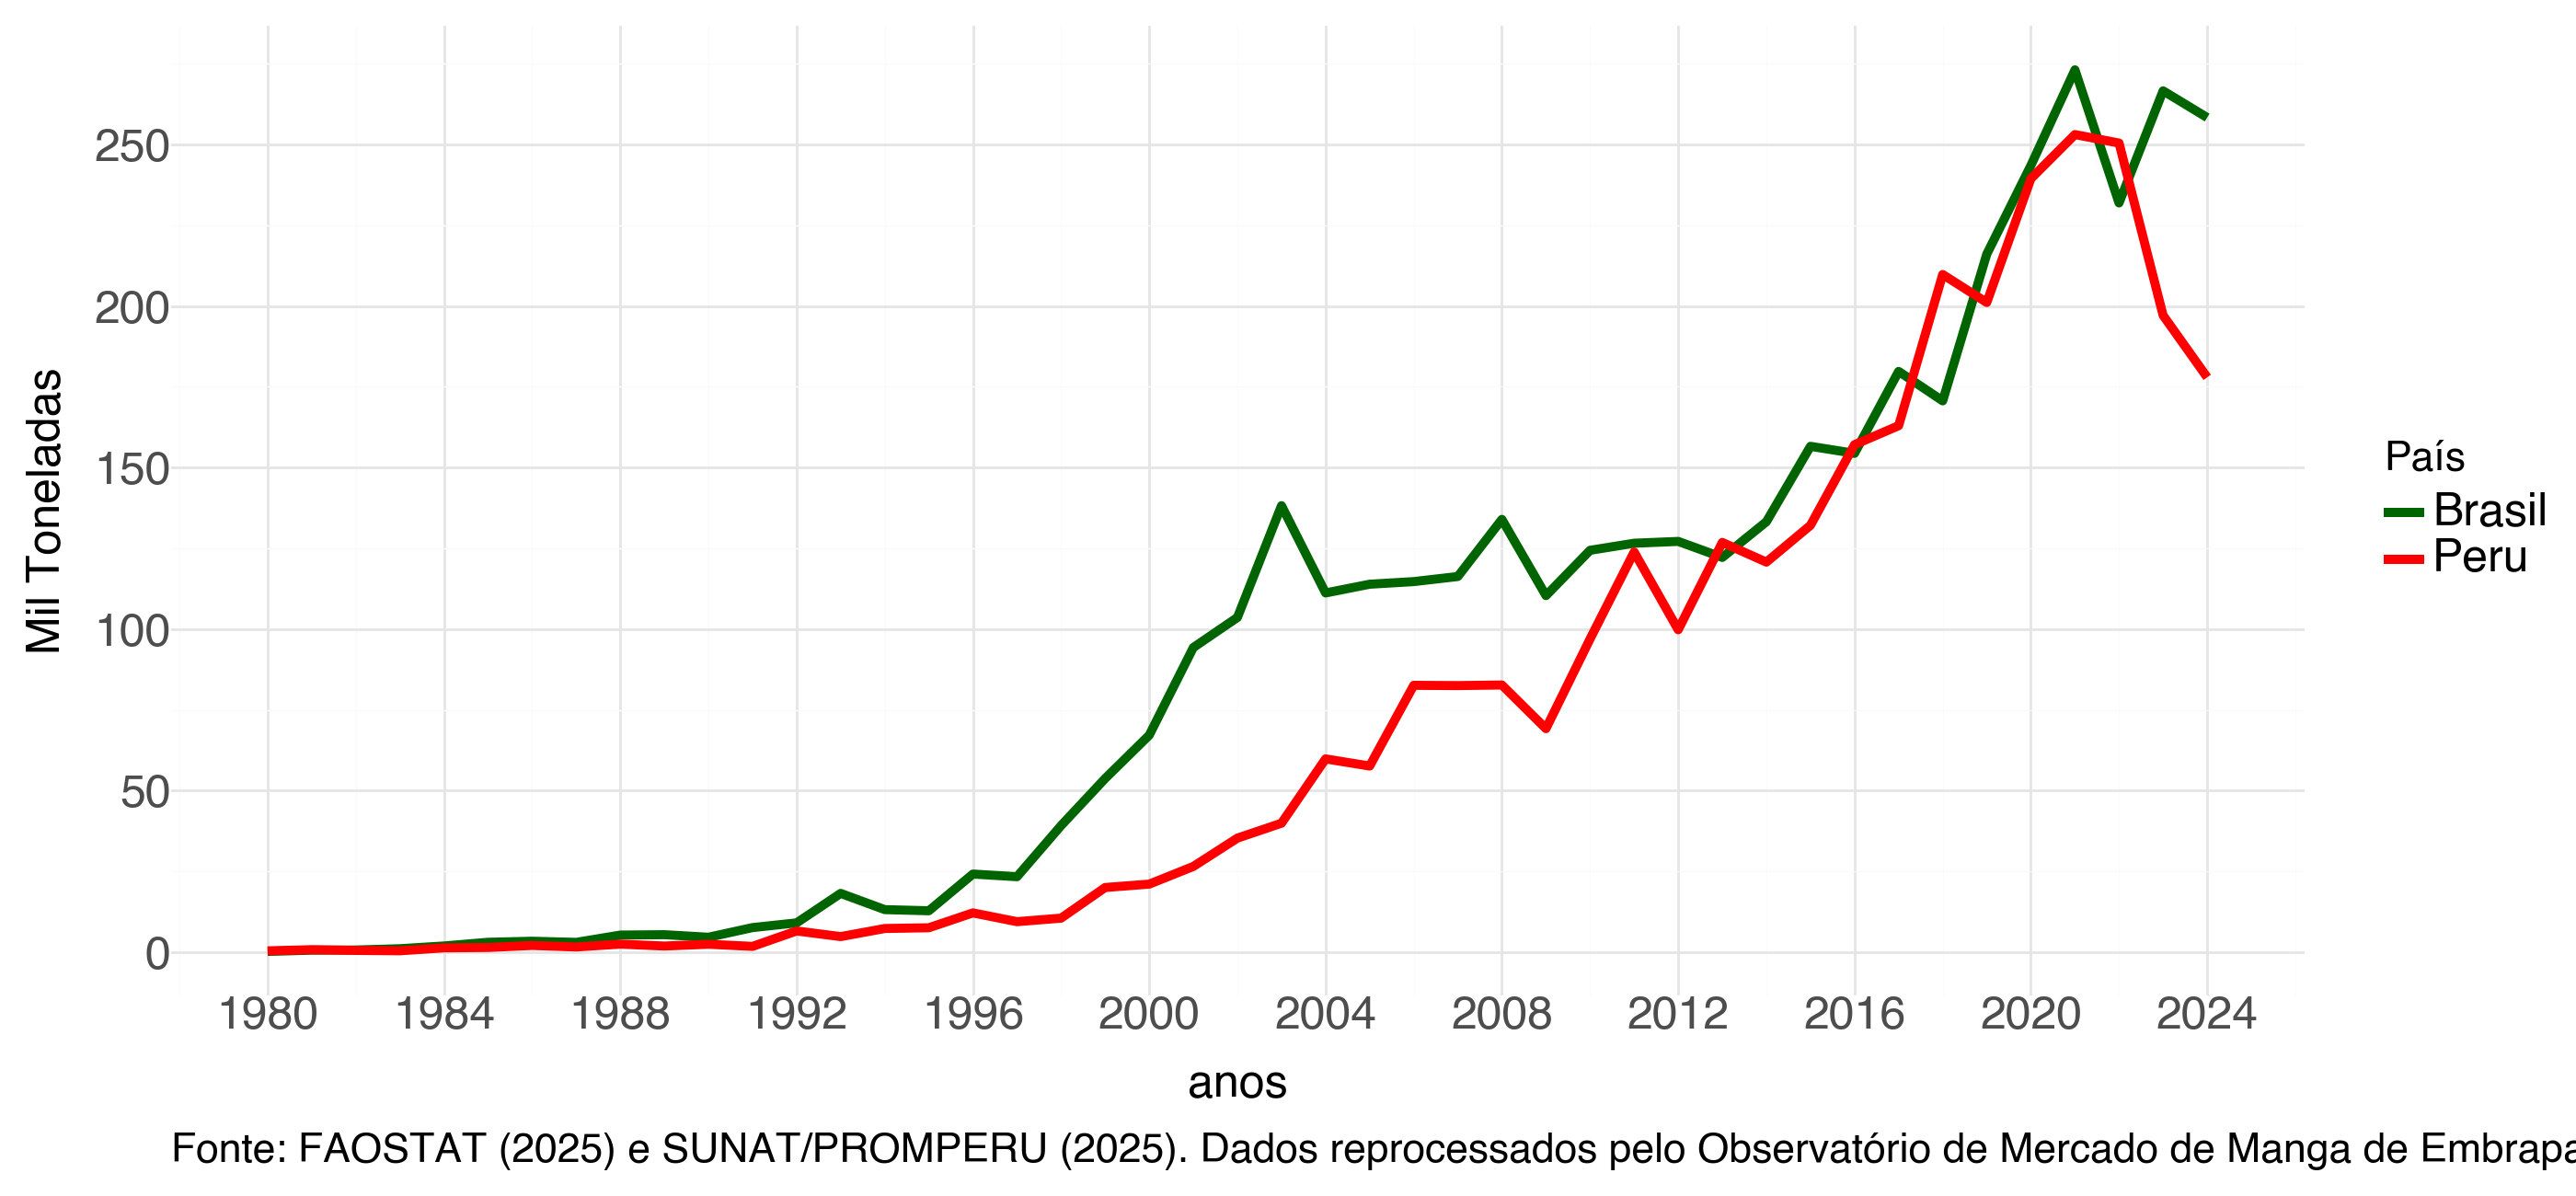 Mil Toneladas
250
200
150
100
50
0
1980 1984 1988 1992 1996 2000 2004 2008 2012 2016 2020 2024
anos
País
Brasil
Peru
Fonte: FAOSTAT (2025) e SUNAT/PROMPERU (2025). Dados reprocessados pelo Observatório de Mercado de Manga de Embrapa